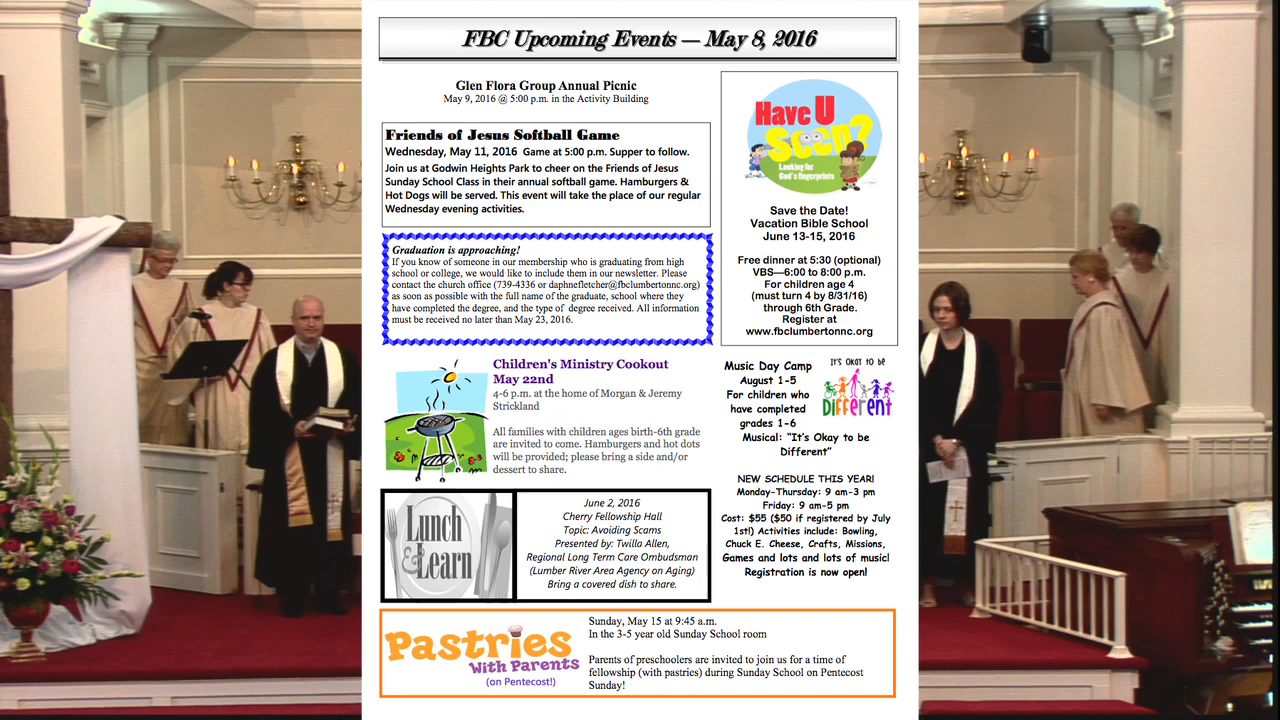 FBC Upcoming Events — May 8, 2016
Glen Flora Group Annual Picnic
May 9, 2016 @ 5:00 p.m. in the Activity Building
Friends of Jesus Softball Game
Wednesday, May 11, 2016 Game at 5:00 p.m. Supper to follow.
Join us at Godwin Heights Park to cheer on the Friends of Jesus
Sunday School Class in their annual softball game. Hamburgers &
Hot Dogs will be served. This event will take the place of our regular
Wednesday evening activities.
Graduation is approaching!
If you know of someone in our membership who is graduating from high
school or college, we would like to include them in our newsletter. Please
contact the church office (739-4336 or daphnefletcher@fbclumbertonnc.org)
as soon as possible with the full name of the graduate, school where they
have completed the degree, and the type of degree received. All information
must be received no later than May 23, 2016.
Children's Ministry Cookout
May 22nd
4-6 p.m. at the home of Morgan & Jeremy
Strickland
All families with children ages birth-6th grade
are invited to come. Hamburgers and hot dots
will be provided; please bring a side and/or
dessert to share.
Lunch
& Learn
June 2, 2016
Cherry Fellowship Hall
Topic: Avoiding Scams
Presented by: Twilla Allen,
Regional Long Term Care Ombudsman
(Lumber River Area Agency on Aging)
Bring a covered dish to share.
Have U
Seen?
Looking for
God's fingerprints
Save the Date!
Vacation Bible School
June 13-15, 2016
Free dinner at 5:30 (optional)
VBS—6:00 to 8:00 p.m.
For children age 4
(must turn 4 by 8/31/16)
through 6th Grade.
Register at
www.fbclumbertonnc.org
Music Day Camp
August 1-5
For children who
have completed
grades 1-6
Musical: “It’s Okay to be
Different”
It's Okay to be
Different
NEW SCHEDULE THIS YEAR!
Monday-Thursday: 9 am-3 pm
Friday: 9 am-5 pm
Cost: $55 ($50 if registered by July
1st!) Activities include: Bowling,
Chuck E. Cheese, Crafts, Missions,
Games and lots and lots of music!
Registration is now open!
Pastries
With Parents
(on Pentecost!)
Sunday, May 15 at 9:45 a.m.
In the 3-5 year old Sunday School room
Parents of preschoolers are invited to join us for a time of
fellowship (with pastries) during Sunday School on Pentecost
Sunday!